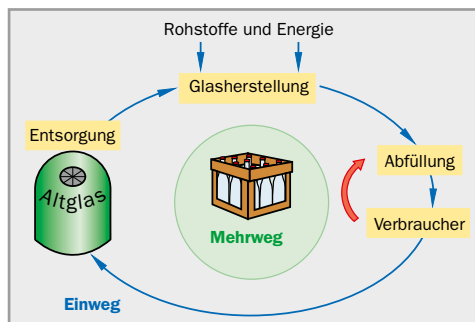 Rohstoffe und Energie
Glasherstellung
Entsorgung
Altglas
Abfüllung
Verbraucher
Mehrweg
Einweg